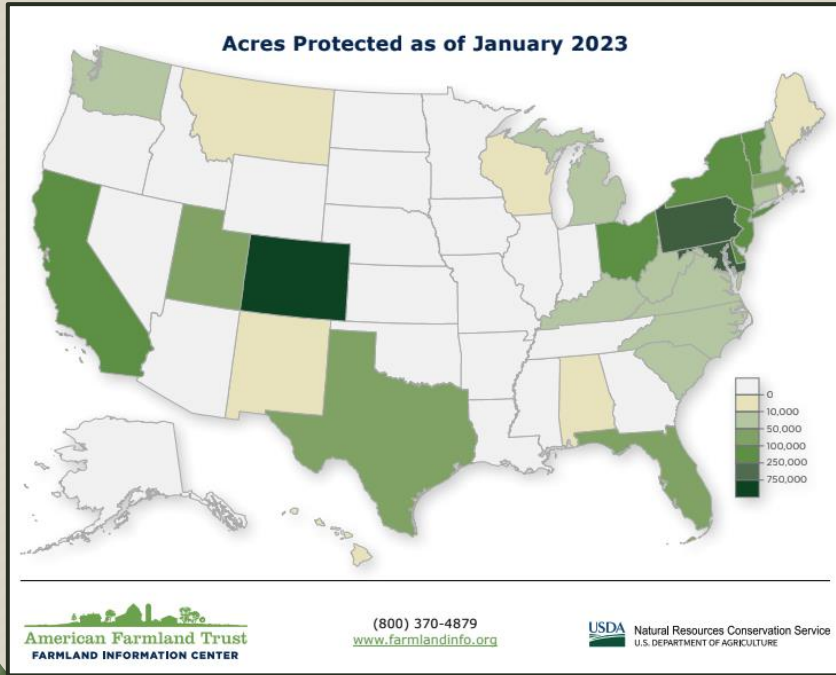 Acres Protected as of January 2023
0
10,000
50,000
100,000
250,000
750,000
American Farmland Trust
FARMLAND INFORMATION CENTER
(800) 370-4879
www.farmlandinfo.org
USDA
Natural Resources Conservation Service
U.S. DEPARTMENT OF AGRICULTURE